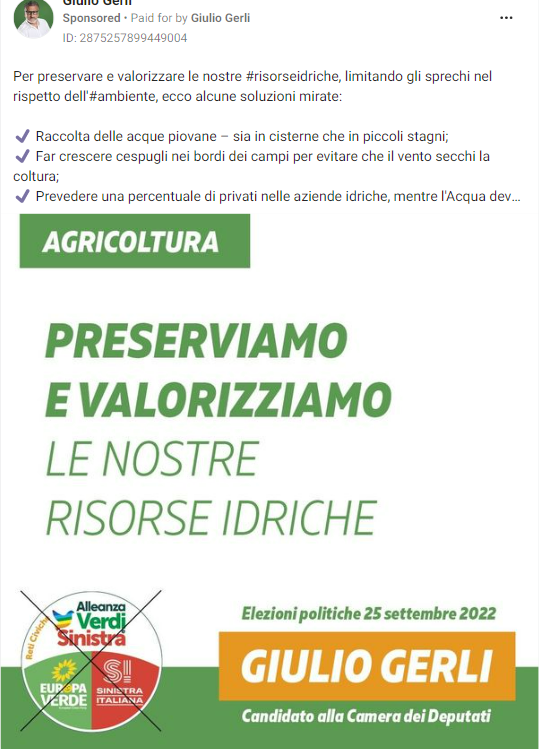 Giulio Gerli
Sponsored • Paid for by Giulio Gerli
ID: 2875257899449004
Per preservare e valorizzare le nostre #risorseidriche, limitando gli sprechi nel
rispetto dell'#ambiente, ecco alcune soluzioni mirate:
✔ Raccolta delle acque piovane – sia in cisterne che in piccoli stagni;
✔ Far crescere cespugli nei bordi dei campi per evitare che il vento secchi la
coltura;
✔ Prevedere una percentuale di privati nelle aziende idriche, mentre l'Acqua dev...
AGRICOLTURA
PRESERVIAMO
E VALORIZZIAMO
LE NOSTRE
RISORSE IDRICHE
Reti Civiche
Alleanza
Verdi
Sinistra
EUROPA
VERDE
SI
SINISTRA
ITALIANA
Elezioni politiche 25 settembre 2022
GIULIO GERLI
Candidato alla Camera dei Deputati